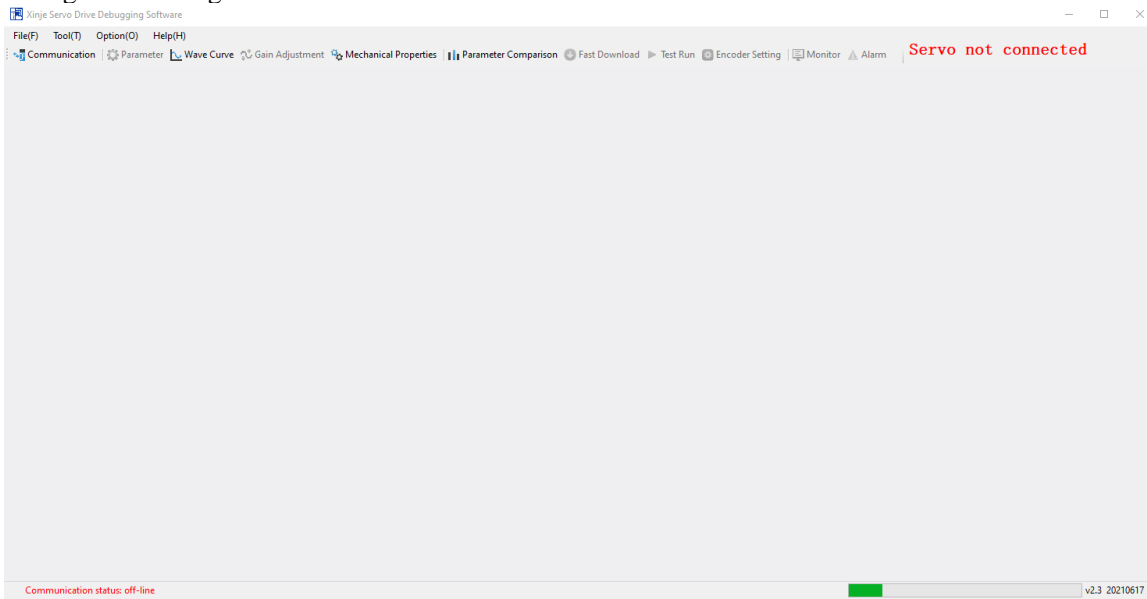 Xinje Servo Drive Debugging Software
File(F) Tool(T) Option(O) Help(H)
Communication Parameter Wave Curve Gain Adjustment Mechanical Properties Parameter Comparison Fast Download Test Run Encoder Setting Monitor Alarm Servo not connected
Communication status: off-line v2.3 20210617